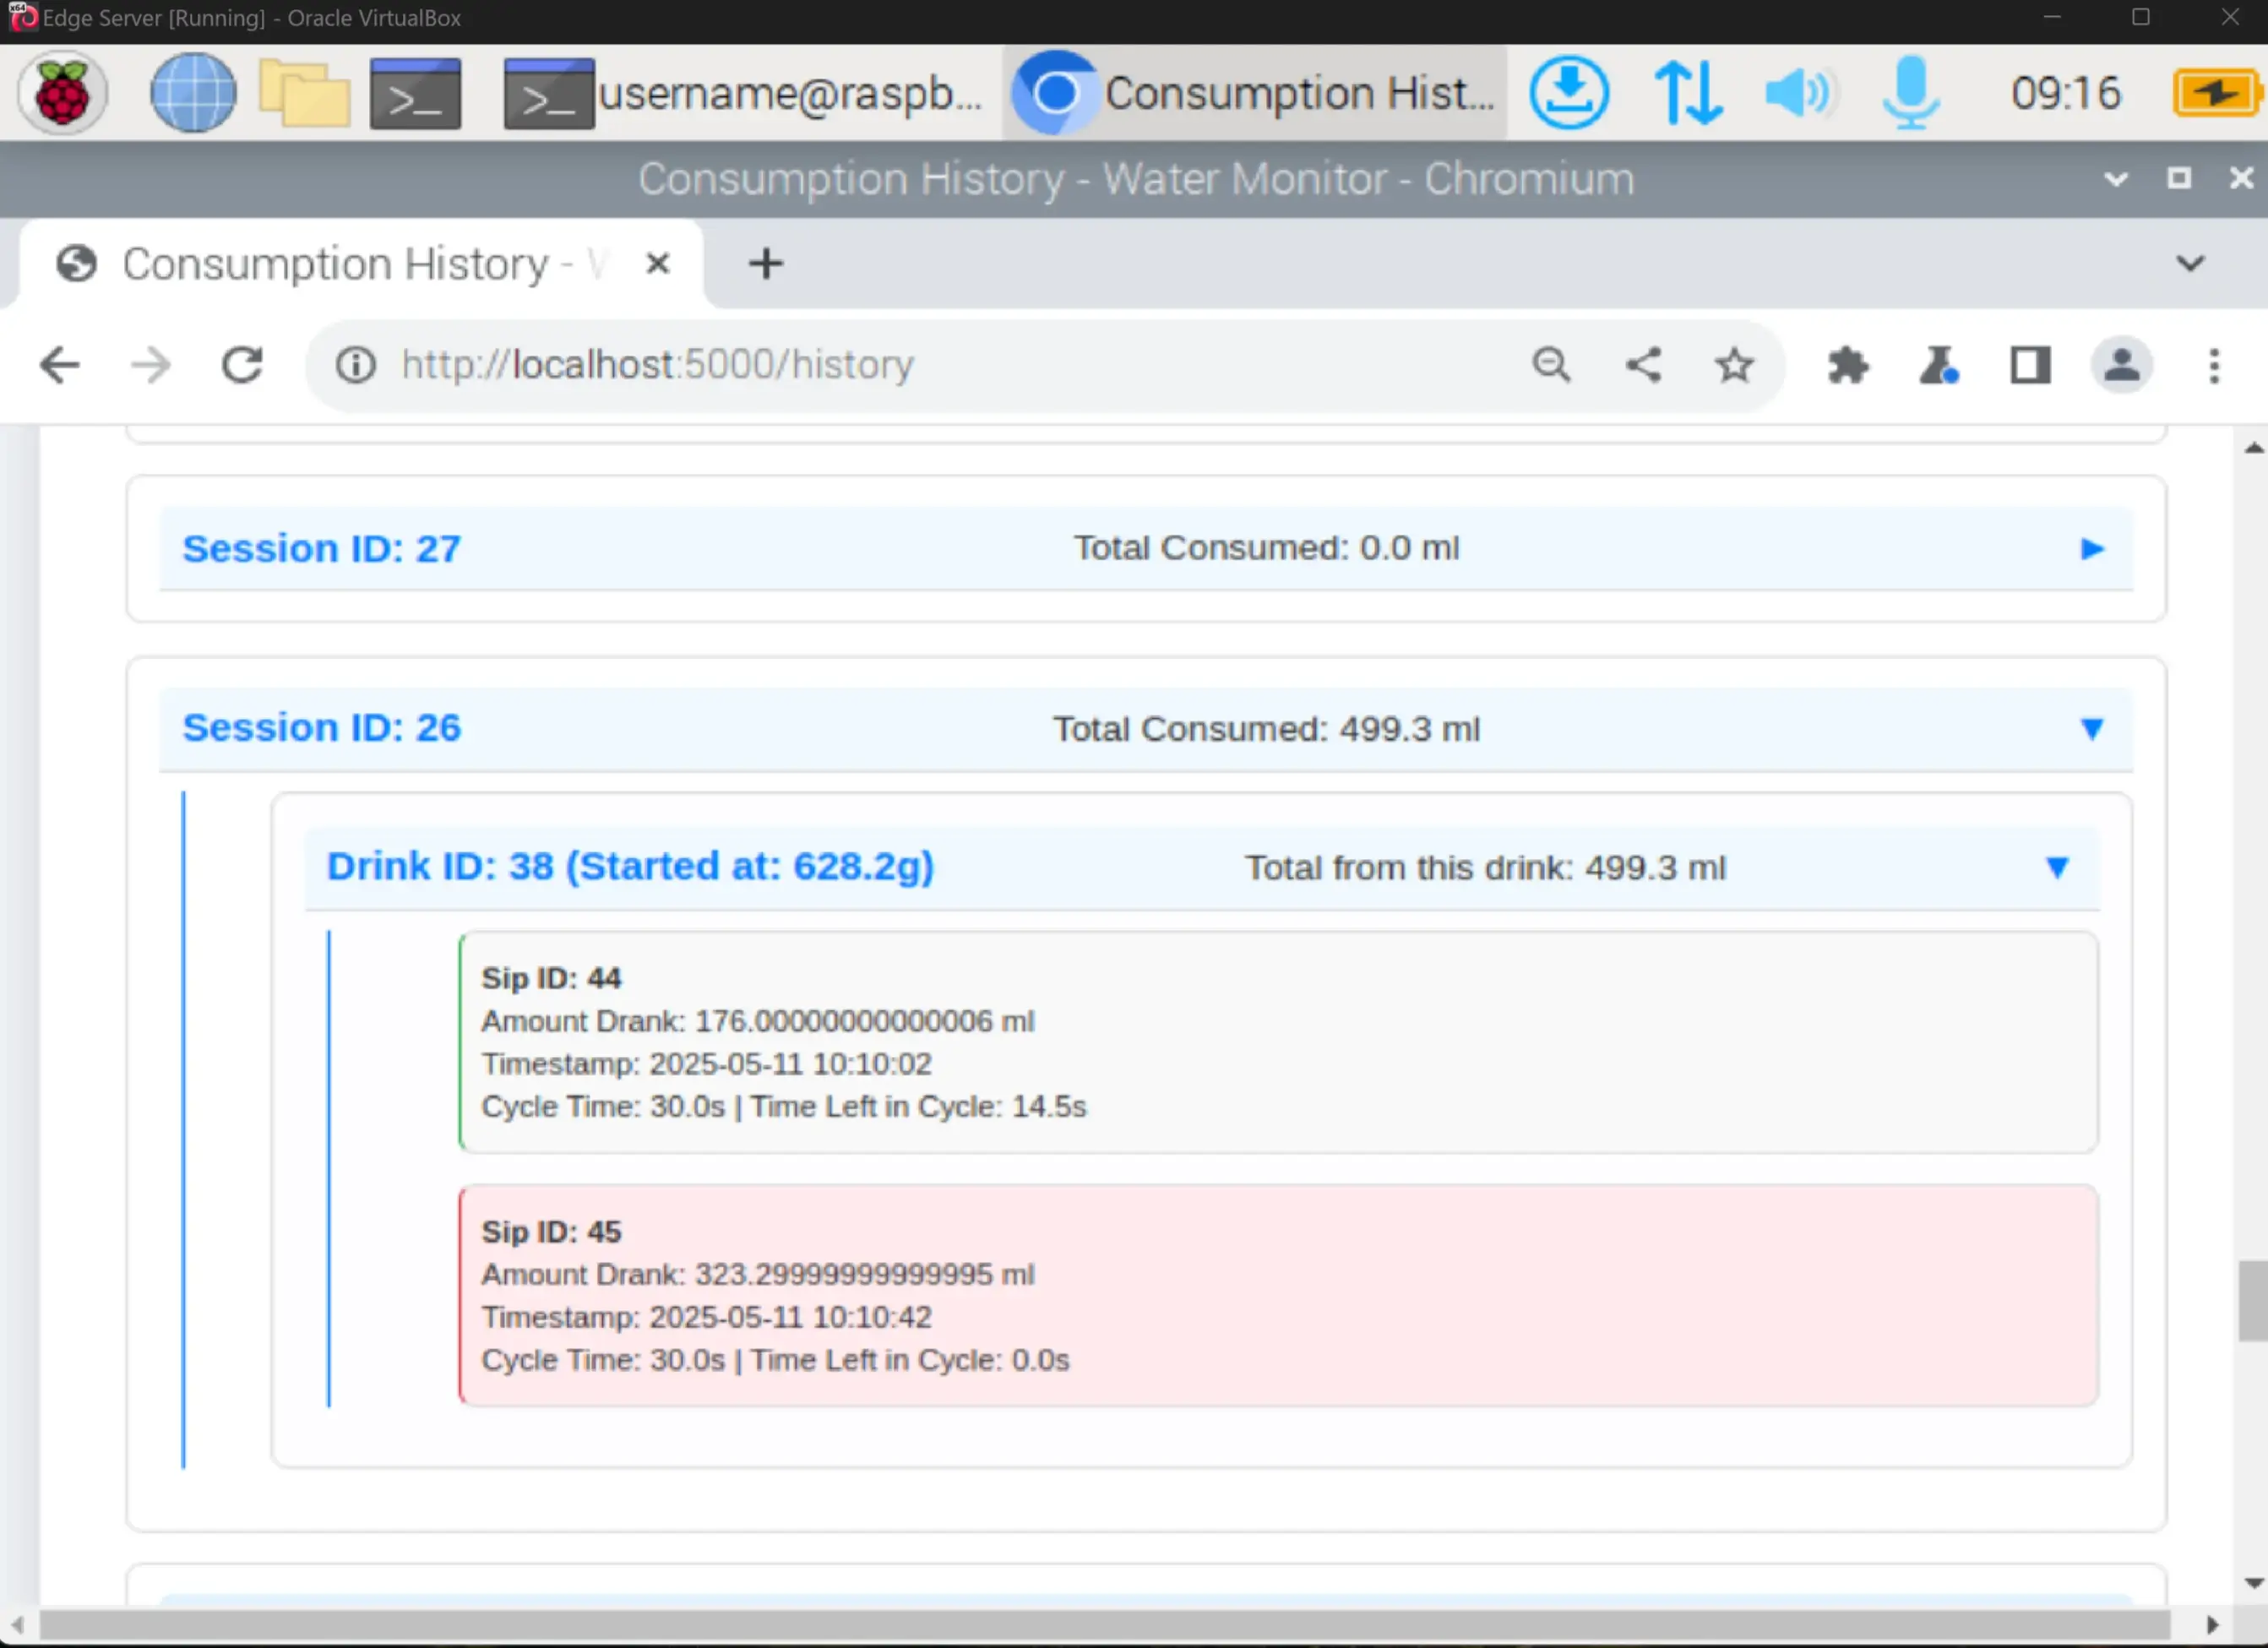 Edge Server [Running] - Oracle VirtualBox
username@raspb... Consumption Hist... 09:16
Consumption History - Water Monitor - Chromium
Consumption History -
http://localhost:5000/history
Session ID: 27 Total Consumed: 0.0 ml
Session ID: 26 Total Consumed: 499.3 ml
Drink ID: 38 (Started at: 628.2g) Total from this drink: 499.3 ml
Sip ID: 44
Amount Drank: 176.00000000000006 ml
Timestamp: 2025-05-11 10:10:02
Cycle Time: 30.0s | Time Left in Cycle: 14.5s
Sip ID: 45
Amount Drank: 323.29999999999995 ml
Timestamp: 2025-05-11 10:10:42
Cycle Time: 30.0s | Time Left in Cycle: 0.0s